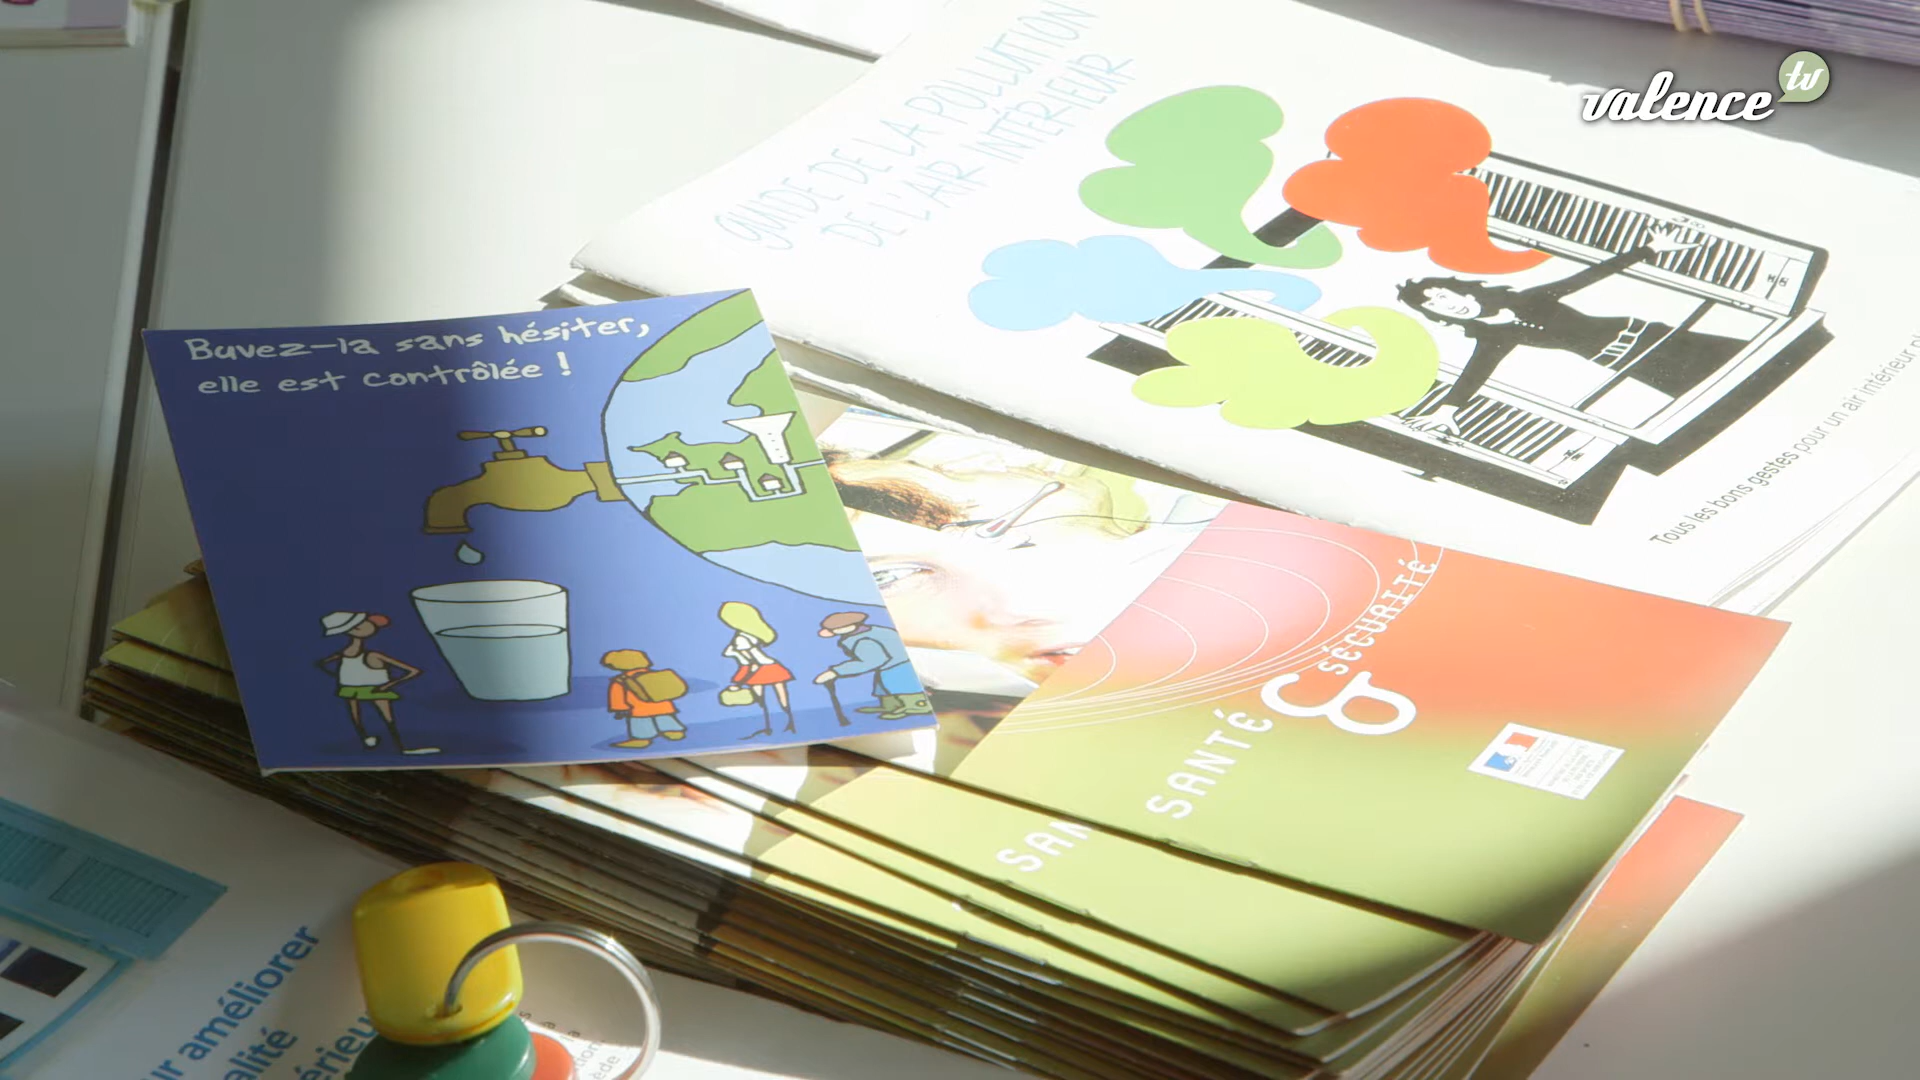 valence tv
GUIDE DE LA POLLUTION
DE L'AIR INTÉRIEUR
Tous les bons gestes pour un air intérieur
Buvez-la sans hésiter,
elle est contrôlée !
SANTÉ
&
SÉCURITÉ
SAN
ur améliorer
alité
érieu